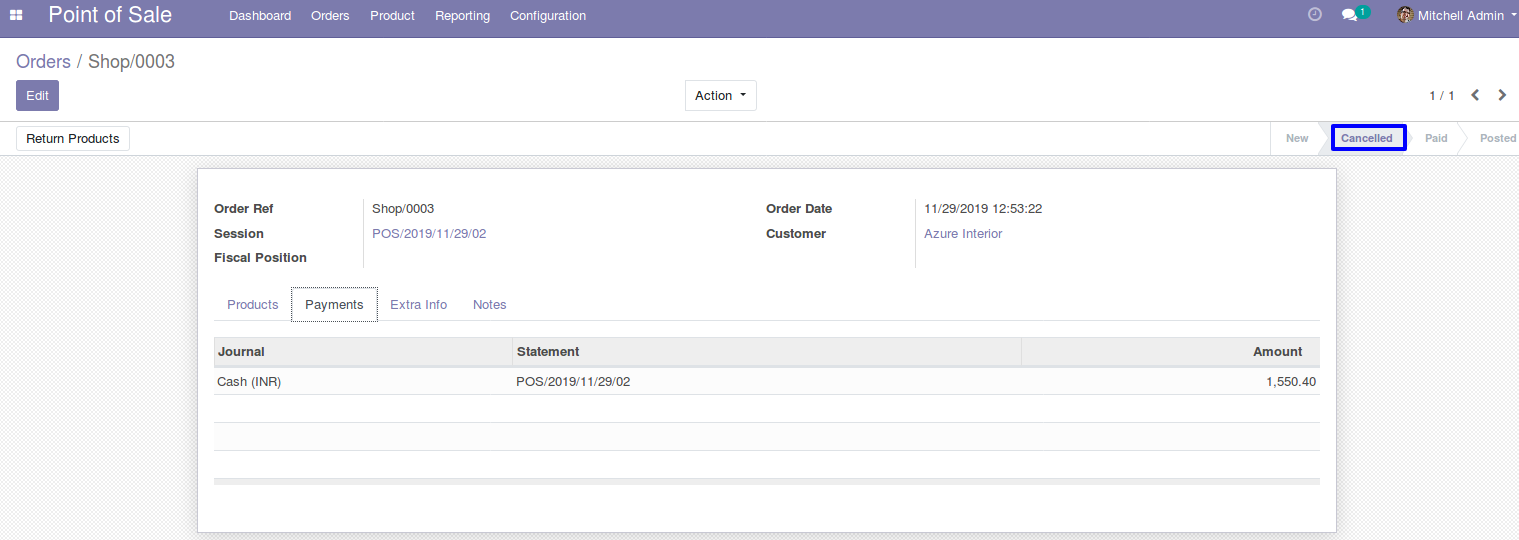 Point of Sale Dashboard Orders Product Reporting Configuration 1 Mitchell Admin
Orders / Shop/0003
Edit Action 1 / 1
Return Products New Cancelled Paid Posted
Order Ref Shop/0003 Order Date 11/29/2019 12:53:22
Session POS/2019/11/29/02 Customer Azure Interior
Fiscal Position
Products Payments Extra Info Notes
Journal Statement Amount
Cash (INR) POS/2019/11/29/02 1,550.40